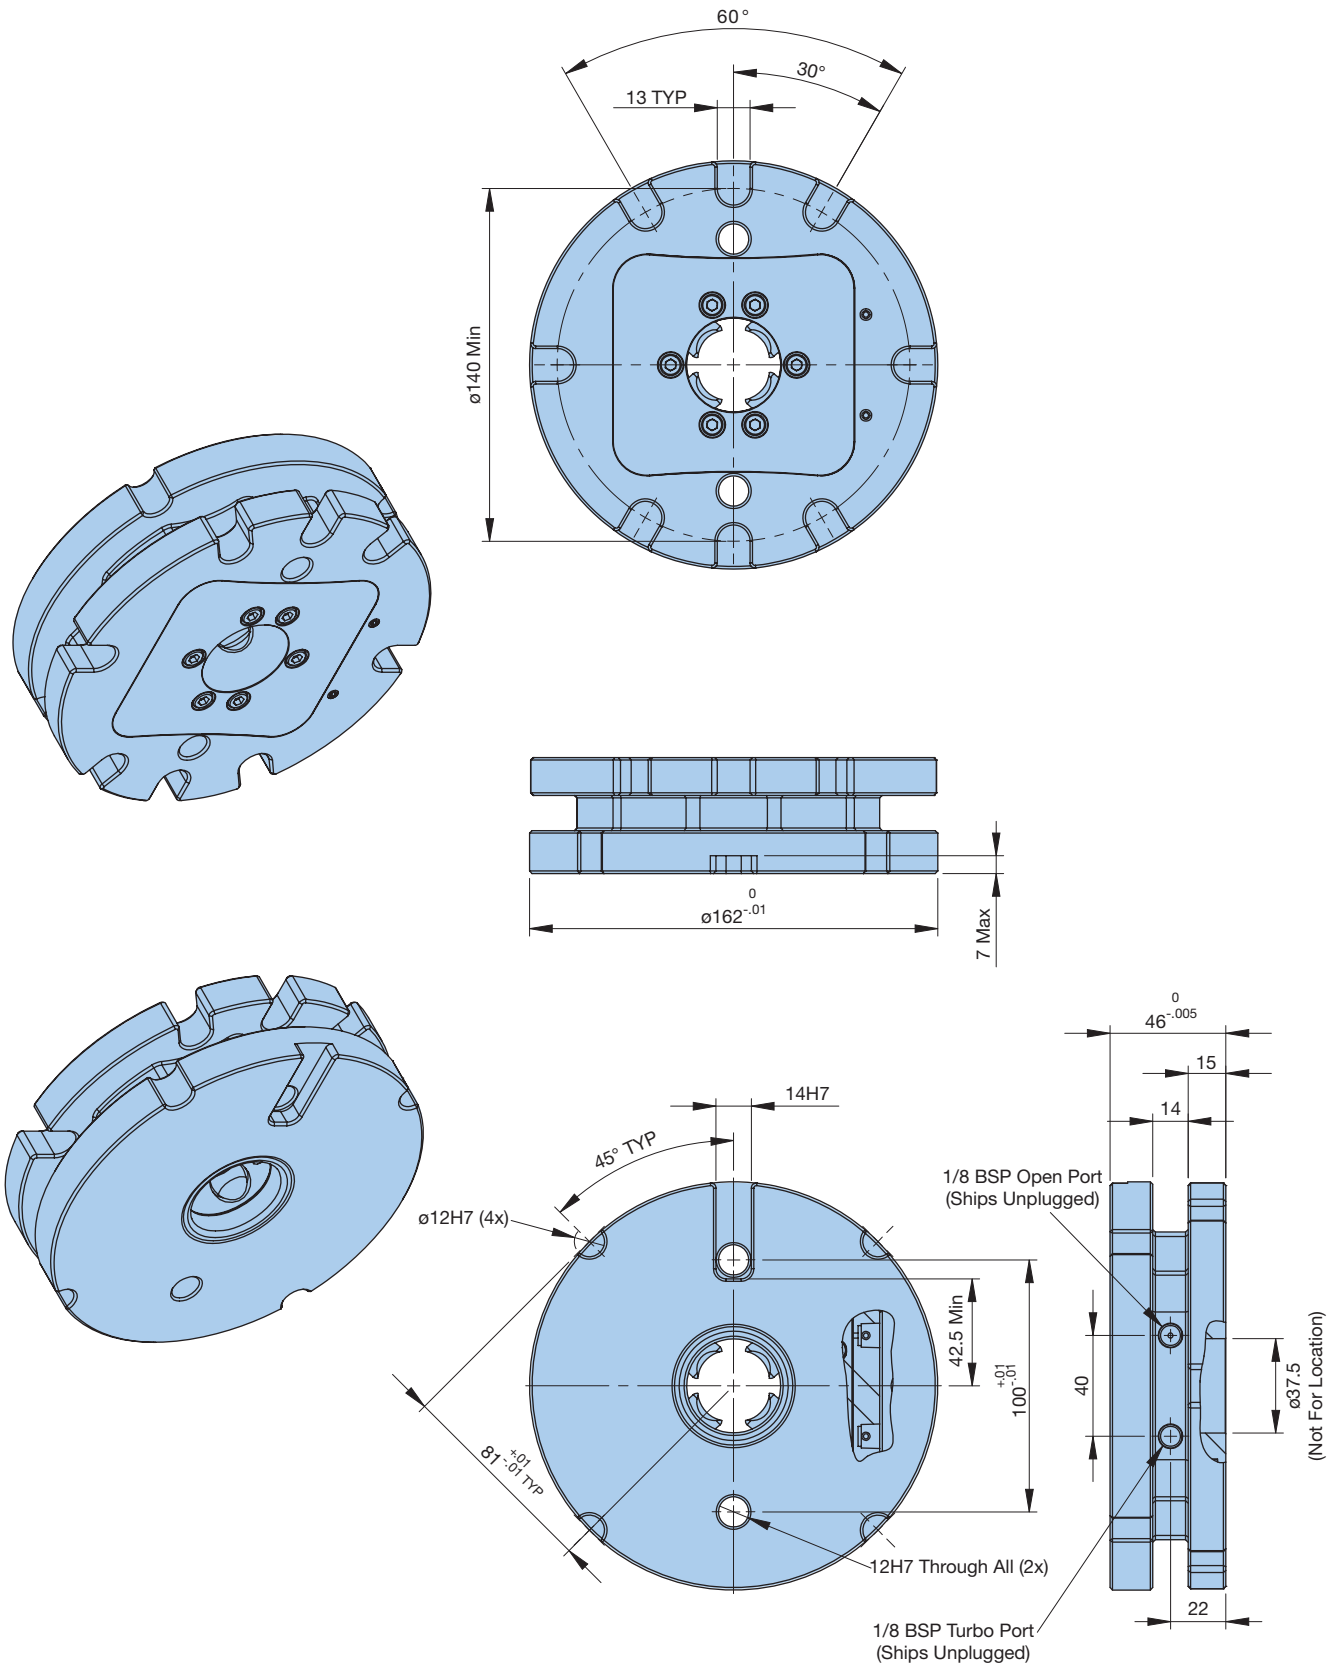 60°
30°
13 TYP
ø140 Min
0
ø162-.01
7 Max
0
46-.005
15
14
14H7
45° TYP
ø12H7 (4x)
1/8 BSP Open Port
(Ships Unplugged)
42.5 Min
+.01
100-.01
40
ø37.5
(Not For Location)
+.01
81-.01 TYP
12H7 Through All (2x)
22
1/8 BSP Turbo Port
(Ships Unplugged)